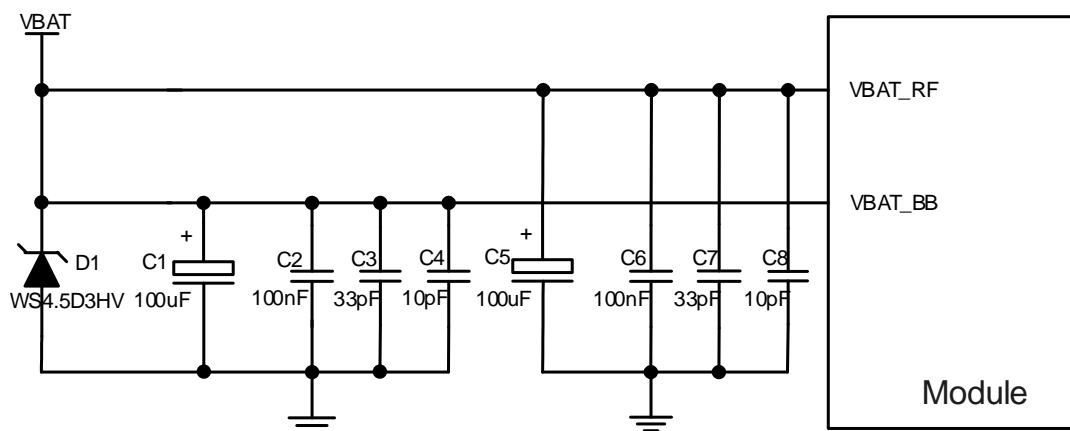 VBAT
VBAT_RF
VBAT_BB
+ +
D1 C1 C2 C3 C4 C5 C6 C7 C8
WS4.5D3HV 100uF 100nF 33pF 10pF 100uF 100nF 33pF 10pF
Module